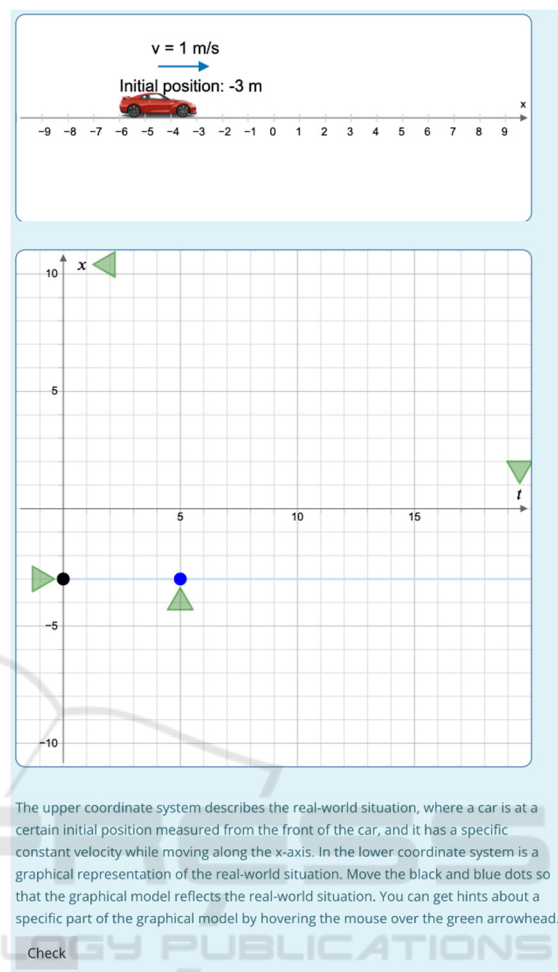 v = 1 m/s
Initial position: -3 m
x
-9 -8 -7 -6 -5 -4 -3 -2 -1 0 1 2 3 4 5 6 7 8 9
10 x
5
t
5 10 15
-5
-10
The upper coordinate system describes the real-world situation, where a car is at a
certain initial position measured from the front of the car, and it has a specific
constant velocity while moving along the x-axis. In the lower coordinate system is a
graphical representation of the real-world situation. Move the black and blue dots so
that the graphical model reflects the real-world situation. You can get hints about a
specific part of the graphical model by hovering the mouse over the green arrowhead.
Check
LOGY PUBLICATIONS